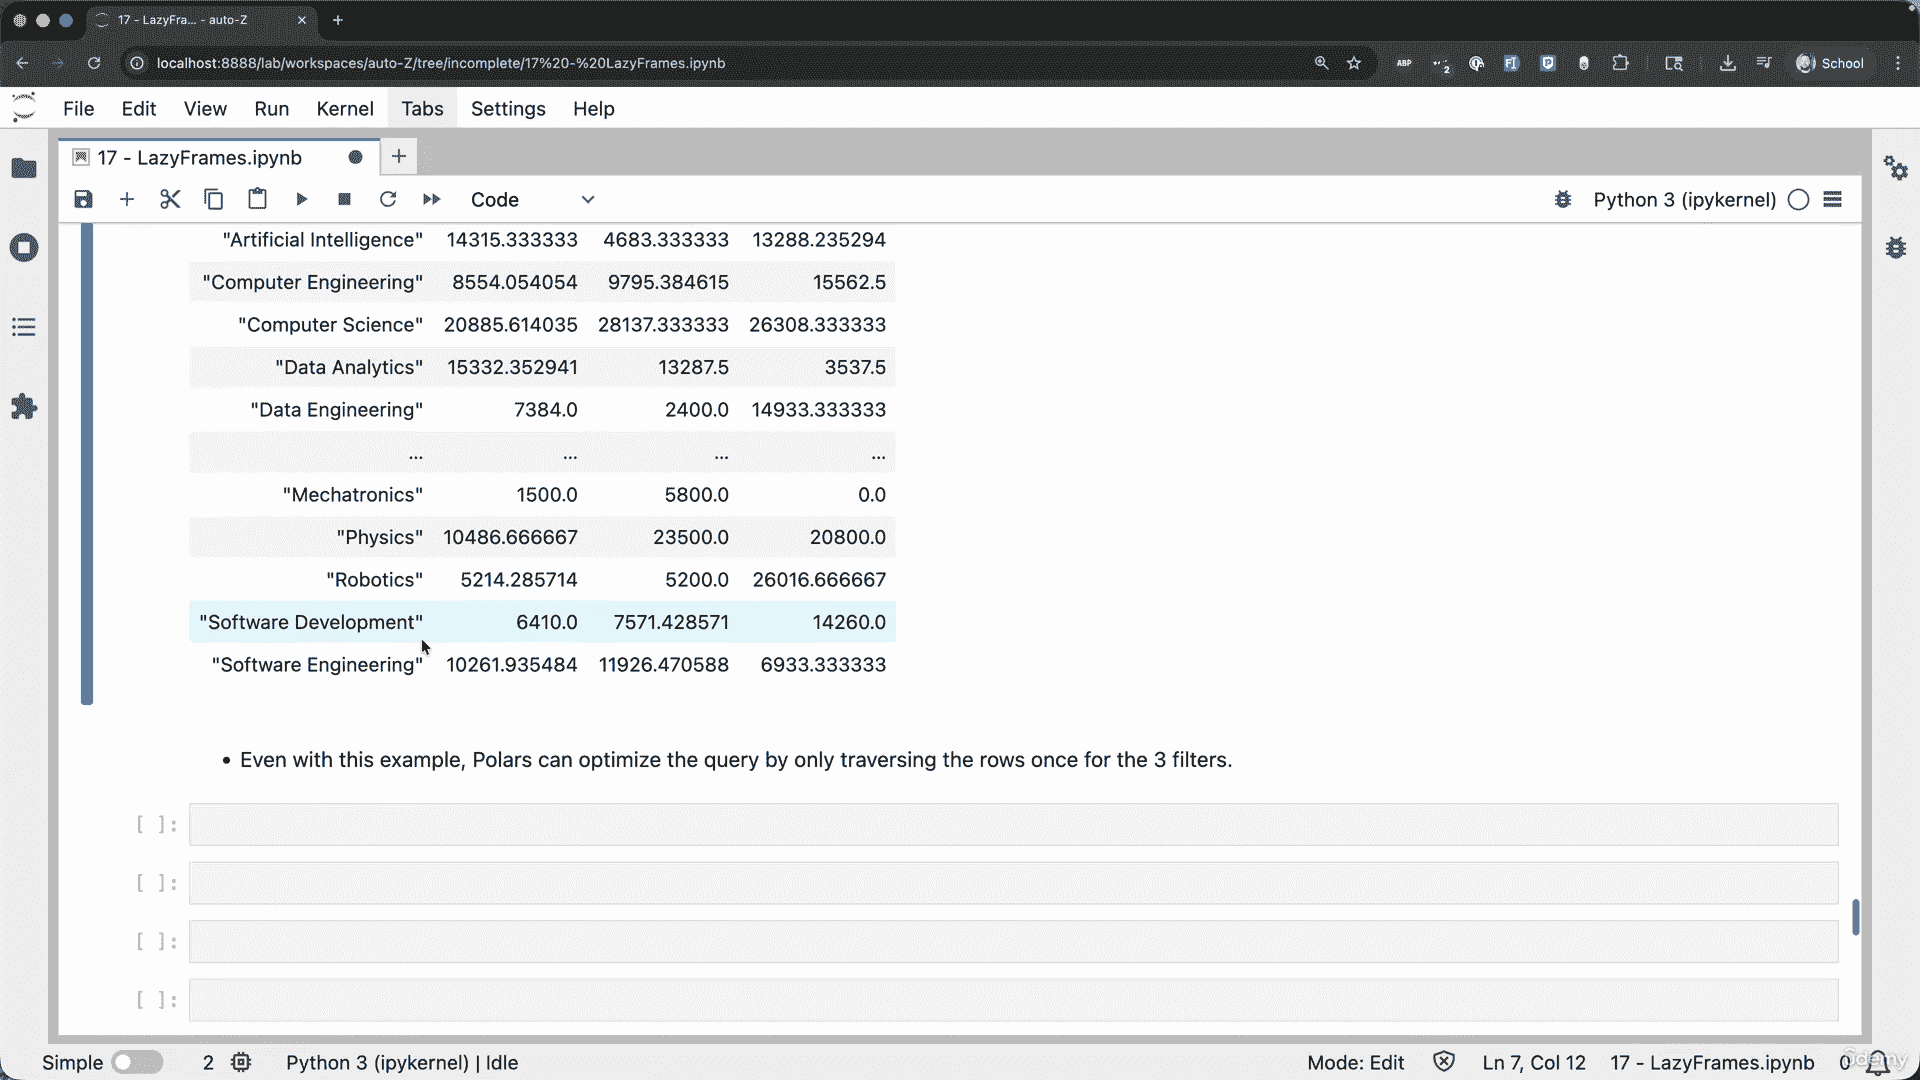 17 - LazyFra... - auto-Z
localhost:8888/lab/workspaces/auto-Z/tree/incomplete/17%20-%20LazyFrames.ipynb
ABP
2
School
File Edit View Run Kernel Tabs Settings Help
17 - LazyFrames.ipynb
Code
Python 3 (ipykernel)
"Artificial Intelligence" 14315.333333 4683.333333 13288.235294
"Computer Engineering" 8554.054054 9795.384615 15562.5
"Computer Science" 20885.614035 28137.333333 26308.333333
"Data Analytics" 15332.352941 13287.5 3537.5
"Data Engineering" 7384.0 2400.0 14933.333333
… … … …
"Mechatronics" 1500.0 5800.0 0.0
"Physics" 10486.666667 23500.0 20800.0
"Robotics" 5214.285714 5200.0 26016.666667
"Software Development" 6410.0 7571.428571 14260.0
"Software Engineering" 10261.935484 11926.470588 6933.333333
• Even with this example, Polars can optimize the query by only traversing the rows once for the 3 filters.
[ ]:
[ ]:
[ ]:
[ ]:
Simple 2 Python 3 (ipykernel) | Idle Mode: Edit Ln 7, Col 12 17 - LazyFrames.ipynb 0
Udemy